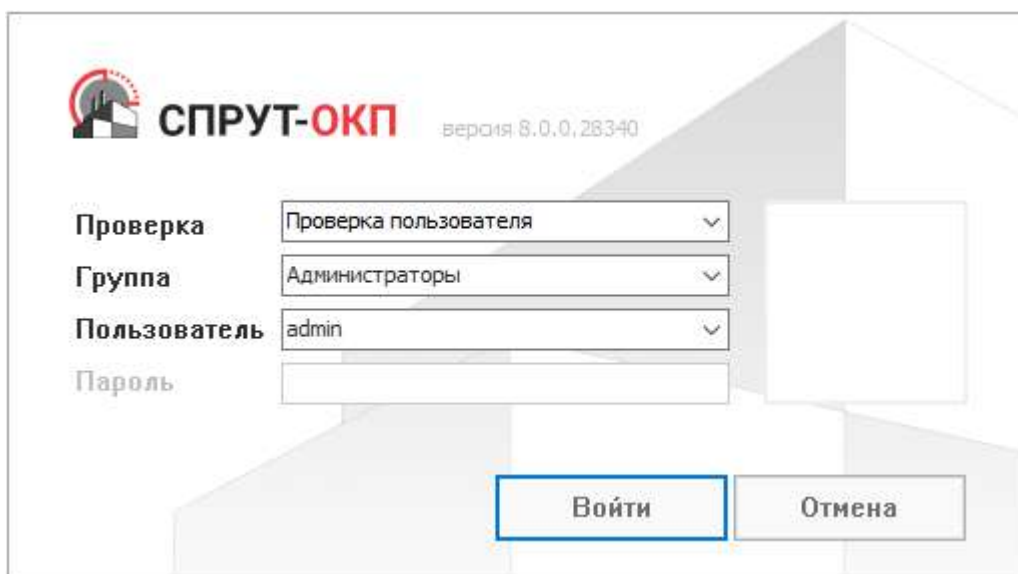 СПРУТ-ОКП версия 8.0.0.28340
Проверка Проверка пользователя
Группа Администраторы
Пользователь admin
Пароль
Войти Отмена